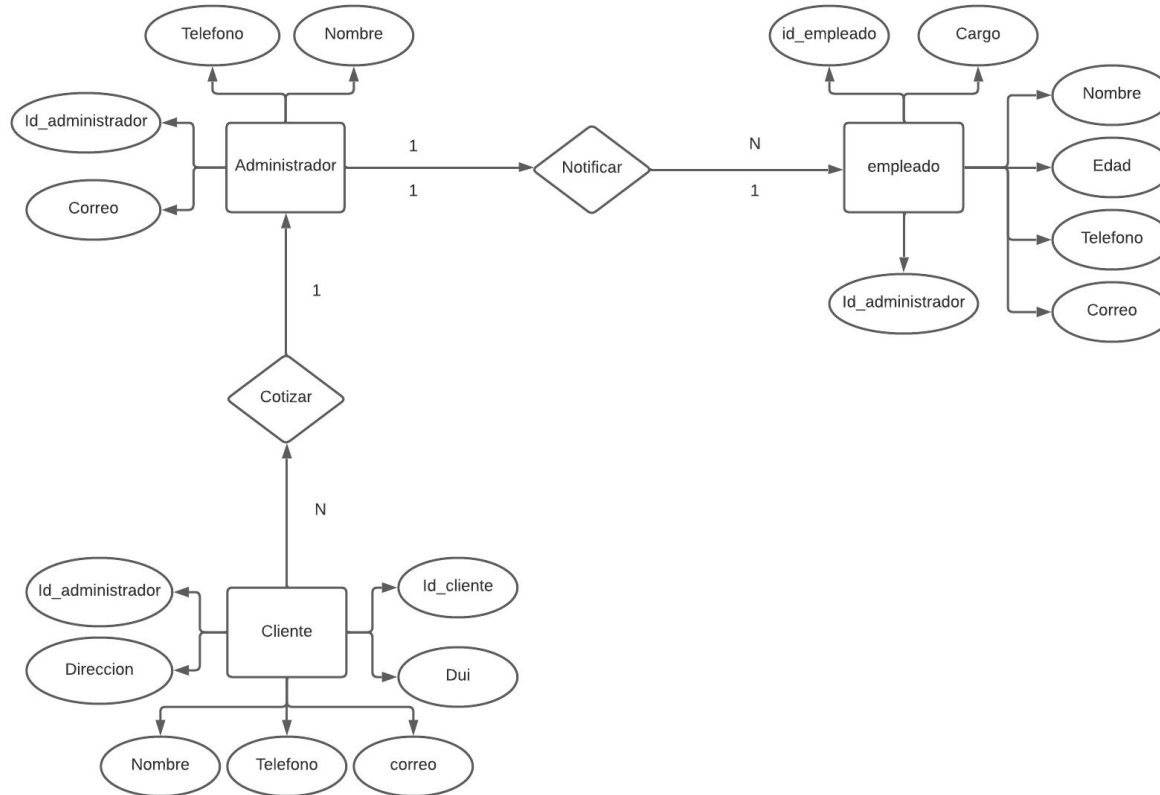 Telefono
Nombre
id_empleado
Cargo
Id_administrador
Nombre
Administrador
1
Notificar
N
empleado
Edad
1
1
Correo
Telefono
Id_administrador
Correo
1
Cotizar
N
Id_administrador
Id_cliente
Cliente
Direccion
Dui
Nombre
Telefono
correo